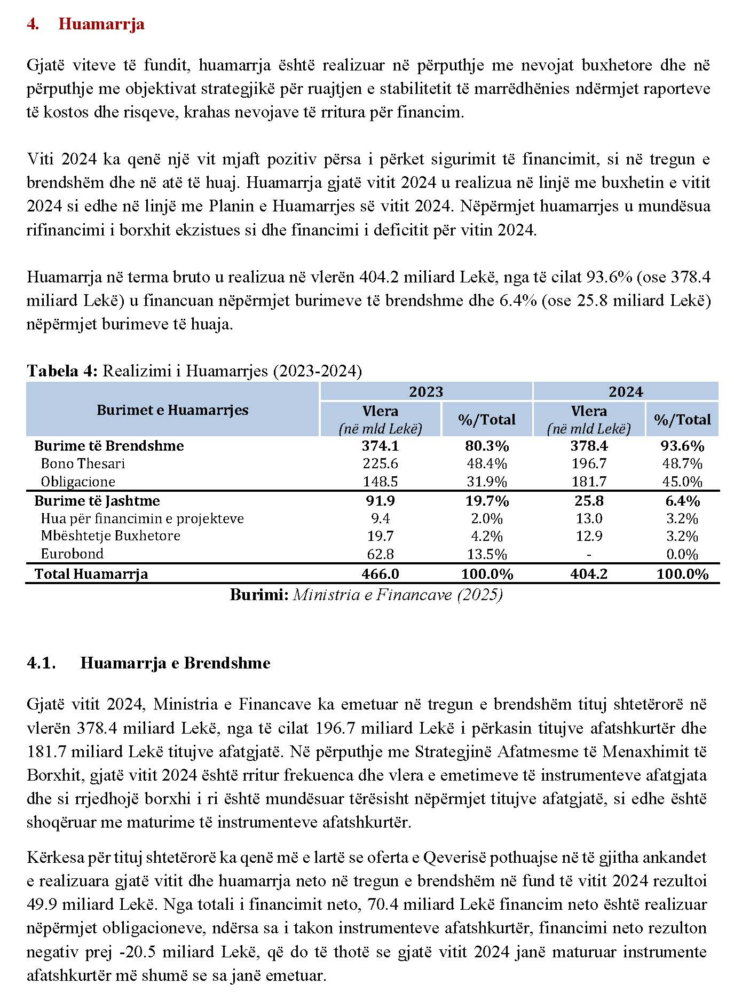 4. Huamarrja
Gjatë viteve të fundit, huamarrja është realizuar në përputhje me nevojat buxhetore dhe në
përputhje me objektivat strategjikë për ruajtjen e stabilitetit të marrëdhënies ndërmjet raporteve
të kostos dhe risqeve, krahas nevojave të rritura për financim.
Viti 2024 ka qenë një vit mjaft pozitiv përsa i përket sigurimit të financimit, si në tregun e
brendshëm dhe në atë të huaj. Huamarrja gjatë vitit 2024 u realizua në linjë me buxhetin e vitit
2024 si edhe në linjë me Planin e Huamarrjes së vitit 2024. Nëpërmjet huamarrjes u mundësua
rifinancimi i borxhit ekzistues si dhe financimi i deficitit për vitin 2024.
Huamarrja në terma bruto u realizua në vlerën 404.2 miliard Lekë, nga të cilat 93.6% (ose 378.4
miliard Lekë) u financuan nëpërmjet burimeve të brendshme dhe 6.4% (ose 25.8 miliard Lekë)
nëpërmjet burimeve të huaja.
Tabela 4: Realizimi i Huamarrjes (2023-2024)
Burimet e Huamarrjes 2023 2024
Vlera (në mld Lekë) %/Total Vlera (në mld Lekë) %/Total
Burime të Brendshme 374.1 80.3% 378.4 93.6%
Bono Thesari 225.6 48.4% 196.7 48.7%
Obligacione 148.5 31.9% 181.7 45.0%
Burime të Jashtme 91.9 19.7% 25.8 6.4%
Hua për financimin e projekteve 9.4 2.0% 13.0 3.2%
Mbështetje Buxhetore 19.7 4.2% 12.9 3.2%
Eurobond 62.8 13.5% - 0.0%
Total Huamarrja 466.0 100.0% 404.2 100.0%
Burimi: Ministria e Financave (2025)
4.1. Huamarrja e Brendshme
Gjatë vitit 2024, Ministria e Financave ka emetuar në tregun e brendshëm tituj shtetërorë në
vlerën 378.4 miliard Lekë, nga të cilat 196.7 miliard Lekë i përkasin titujve afatshkurtër dhe
181.7 miliard Lekë titujve afatgjatë. Në përputhje me Strategjinë Afatmesme të Menaxhimit të
Borxhit, gjatë vitit 2024 është rritur frekuenca dhe vlera e emetimeve të instrumenteve afatgjata
dhe si rrjedhojë borxhi i ri është mundësuar tërësisht nëpërmjet titujve afatgjatë, si edhe është
shoqëruar me maturime të instrumenteve afatshkurtër.
Kërkesa për tituj shtetërorë ka qenë më e lartë se oferta e Qeverisë pothuajse në të gjitha ankandet
e realizuara gjatë vitit dhe huamarrja neto në tregun e brendshëm në fund të vitit 2024 rezultoi
49.9 miliard Lekë. Nga totali i financimit neto, 70.4 miliard Lekë financim neto është realizuar
nëpërmjet obligacioneve, ndërsa sa i takon instrumenteve afatshkurtër, financimi neto rezulton
negativ prej -20.5 miliard Lekë, që do të thotë se gjatë vitit 2024 janë maturuar instrumente
afatshkurtër më shumë se sa janë emetuar.